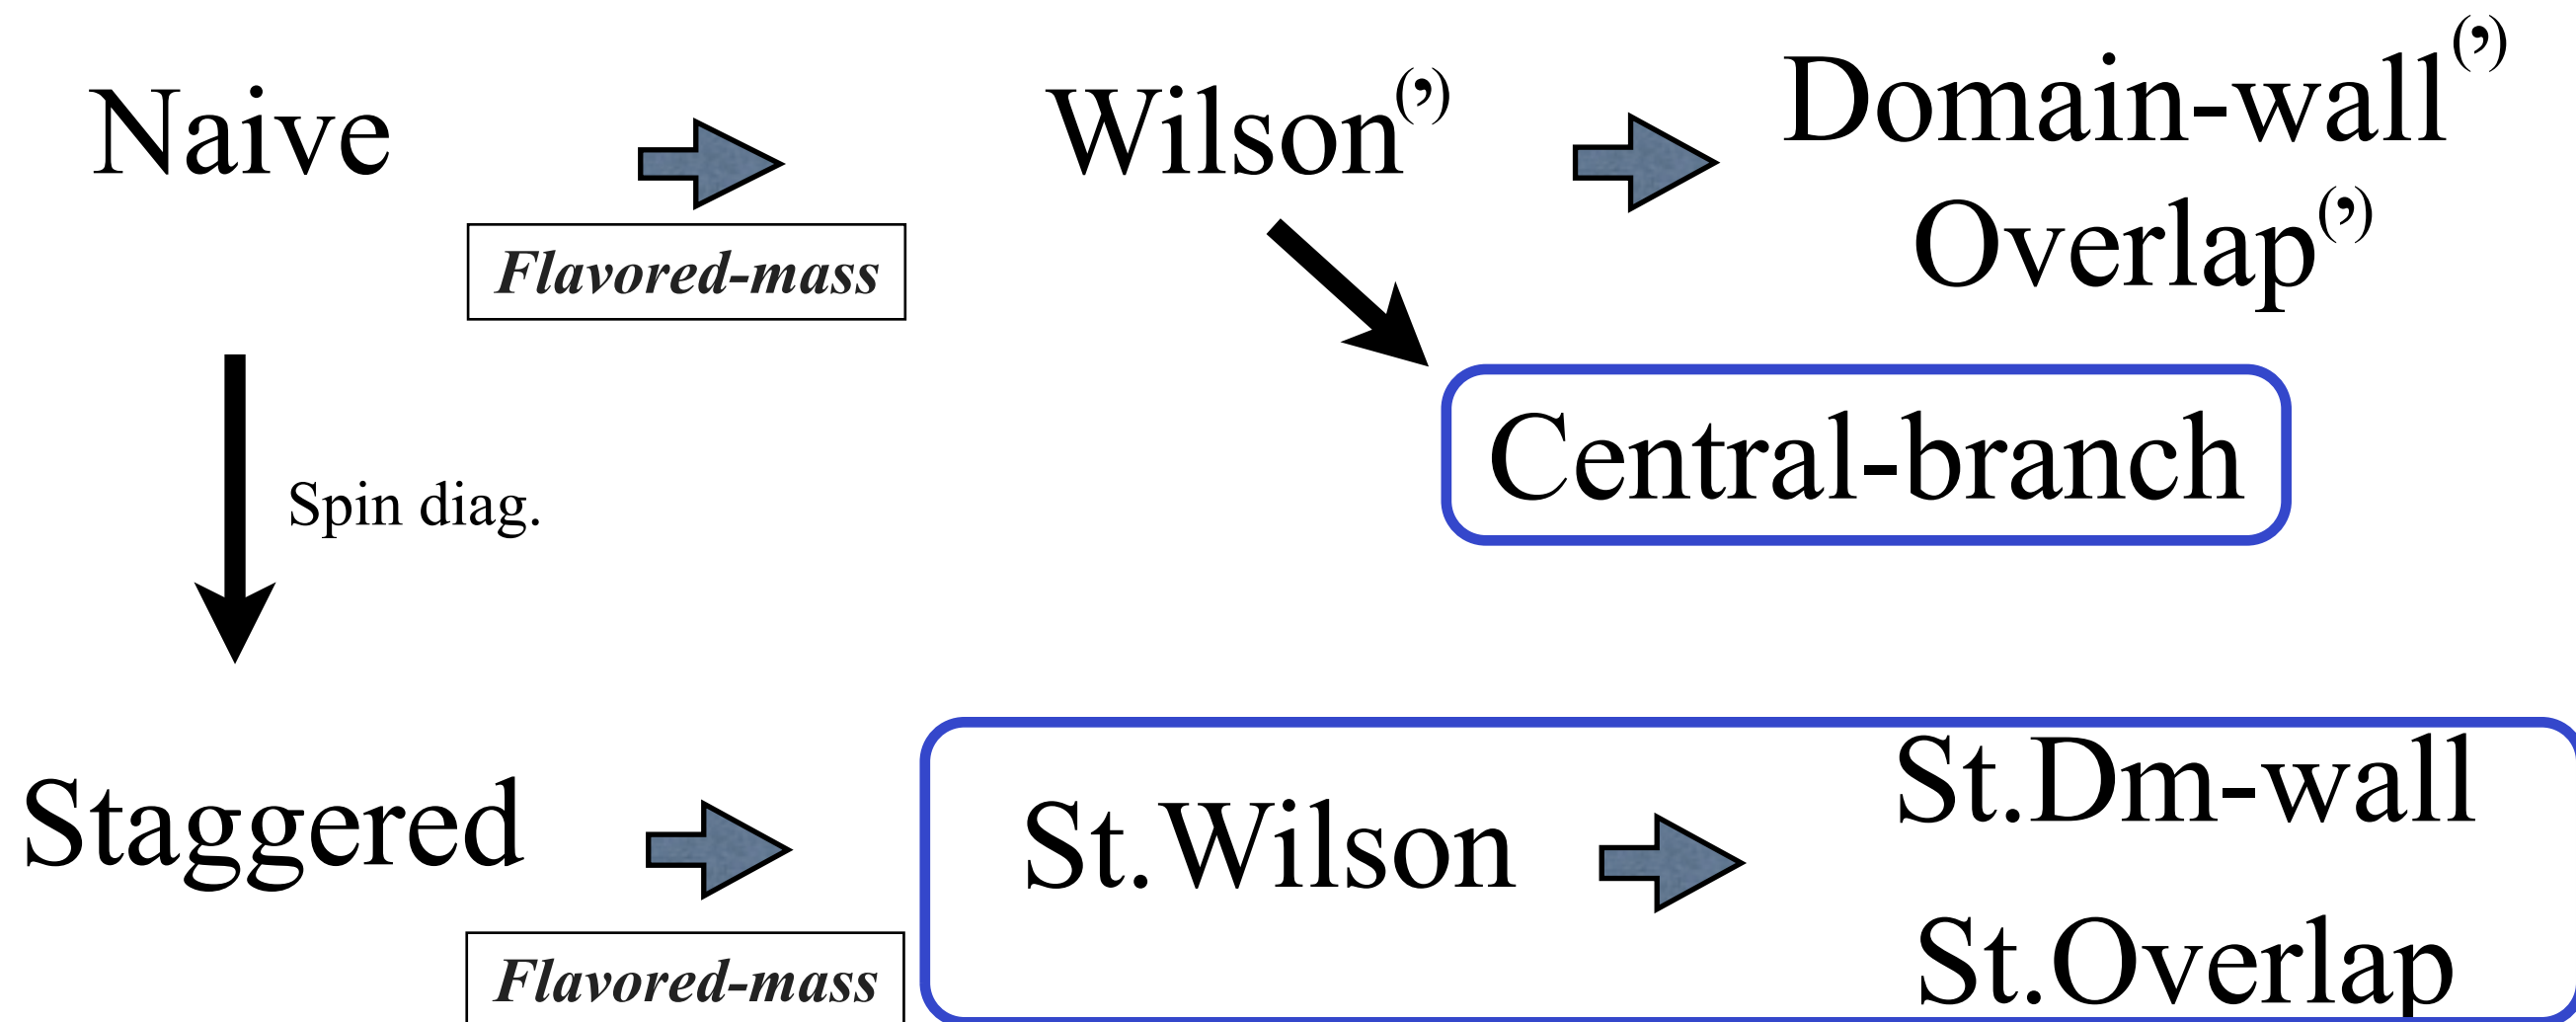 Naive
Wilson(’)
Domain-wall(’)
Overlap(’)
Flavored-mass
Central-branch
Spin diag.
Staggered
St.Wilson
St.Dm-wall
St.Overlap
Flavored-mass